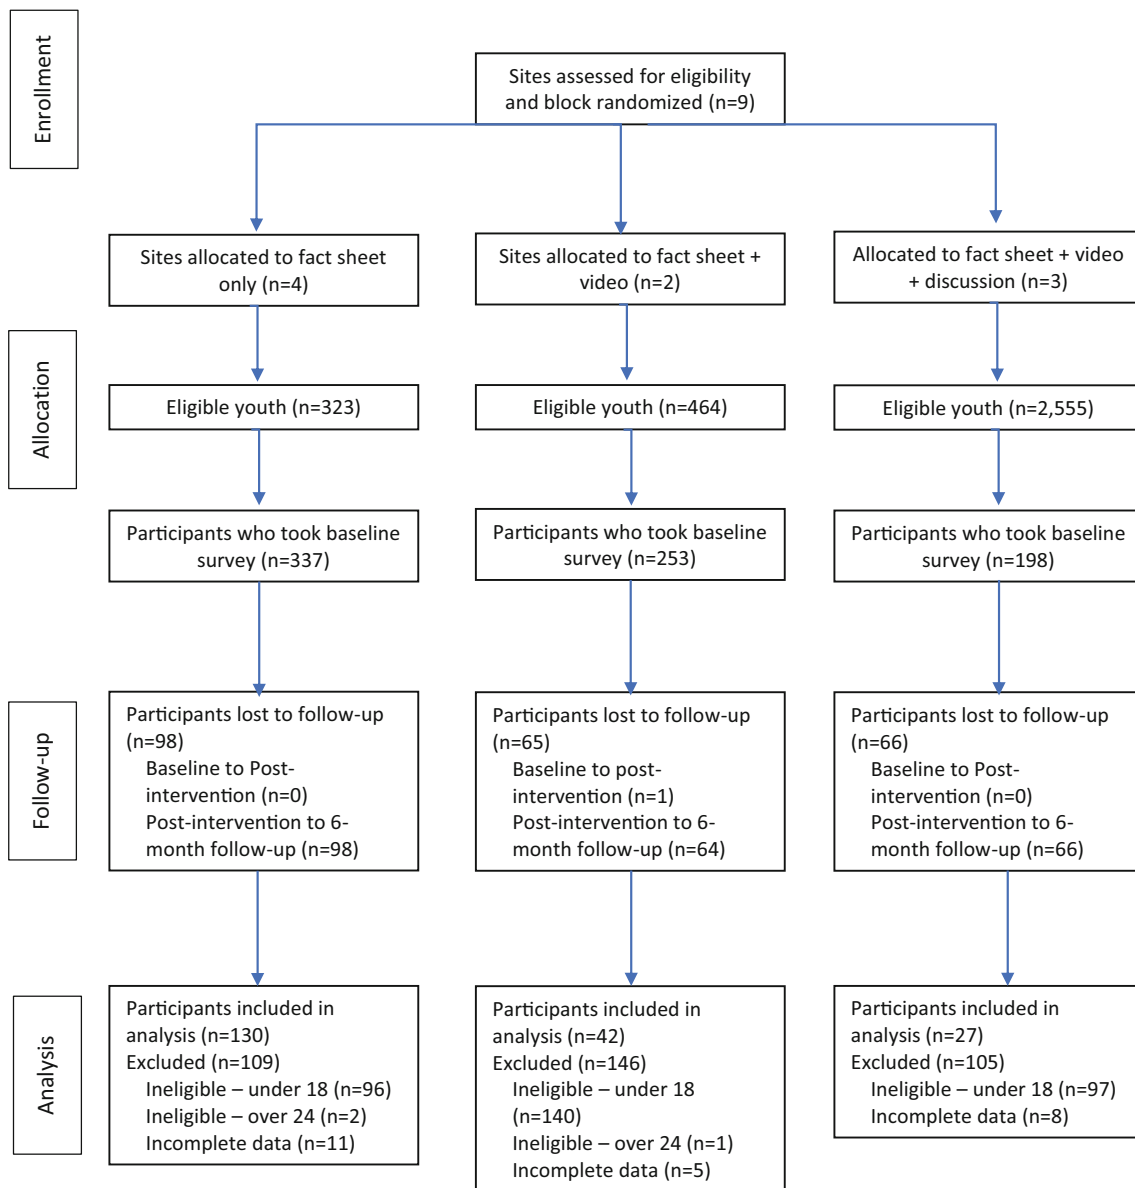 Enrollment
Sites assessed for eligibility
and block randomized (n=9)
Sites allocated to fact sheet
only (n=4)
Sites allocated to fact sheet +
video (n=2)
Allocated to fact sheet + video
+ discussion (n=3)
Allocation
Eligible youth (n=323)
Eligible youth (n=464)
Eligible youth (n=2,555)
Participants who took baseline
survey (n=337)
Participants who took baseline
survey (n=253)
Participants who took baseline
survey (n=198)
Follow-up
Participants lost to follow-up
(n=98)
Baseline to Post-
intervention (n=0)
Post-intervention to 6-
month follow-up (n=98)
Participants lost to follow-up
(n=65)
Baseline to post-
intervention (n=1)
Post-intervention to 6-
month follow-up (n=64)
Participants lost to follow-up
(n=66)
Baseline to Post-
intervention (n=0)
Post-intervention to 6-
month follow-up (n=66)
Analysis
Participants included in
analysis (n=130)
Excluded (n=109)
Ineligible – under 18 (n=96)
Ineligible – over 24 (n=2)
Incomplete data (n=11)
Participants included in
analysis (n=42)
Excluded (n=146)
Ineligible – under 18
(n=140)
Ineligible – over 24 (n=1)
Incomplete data (n=5)
Participants included in
analysis (n=27)
Excluded (n=105)
Ineligible – under 18 (n=97)
Incomplete data (n=8)